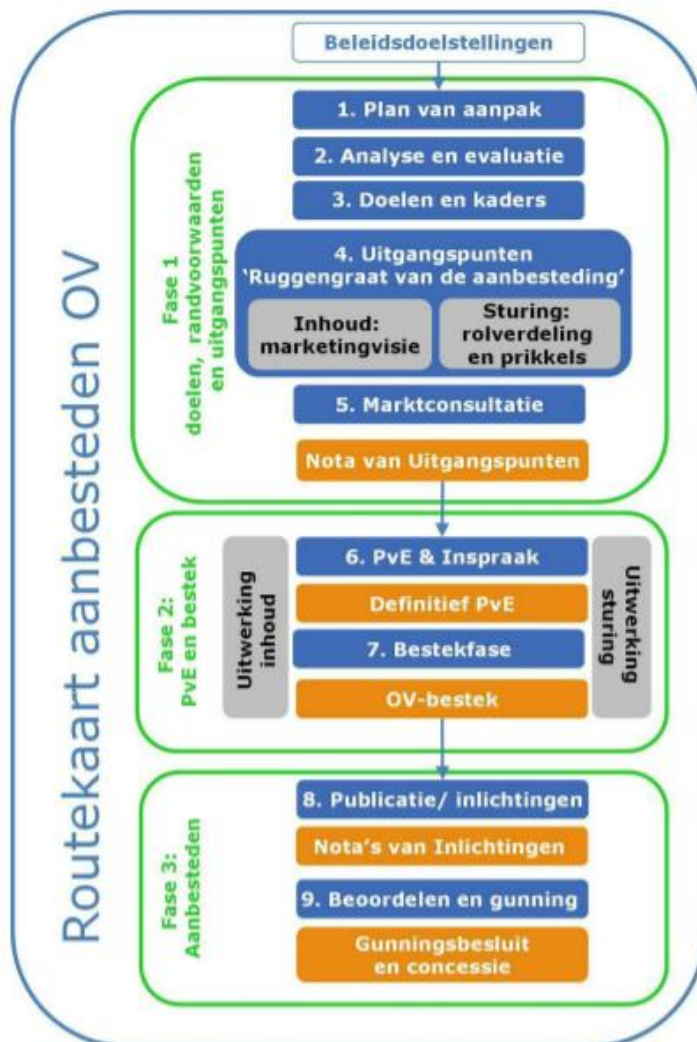 Routekaart aanbesteden OV
Beleidsdoelstellingen
Fase 1
doelen, randvoorwaarden
en uitgangspunten
1. Plan van aanpak
2. Analyse en evaluatie
3. Doelen en kaders
4. Uitgangspunten
‘Ruggengraat van de aanbesteding’
Inhoud:
marketingvisie
Sturing:
rolverdeling
en prikkels
5. Marktconsultatie
Nota van Uitgangspunten
Fase 2:
PvE en bestek
Uitwerking
inhoud
6. PvE & Inspraak
Definitief PvE
7. Bestekfase
OV-bestek
Uitwerking
sturing
Fase 3:
Aanbesteden
8. Publicatie/ inlichtingen
Nota’s van Inlichtingen
9. Beoordelen en gunning
Gunningsbesluit
en concessie